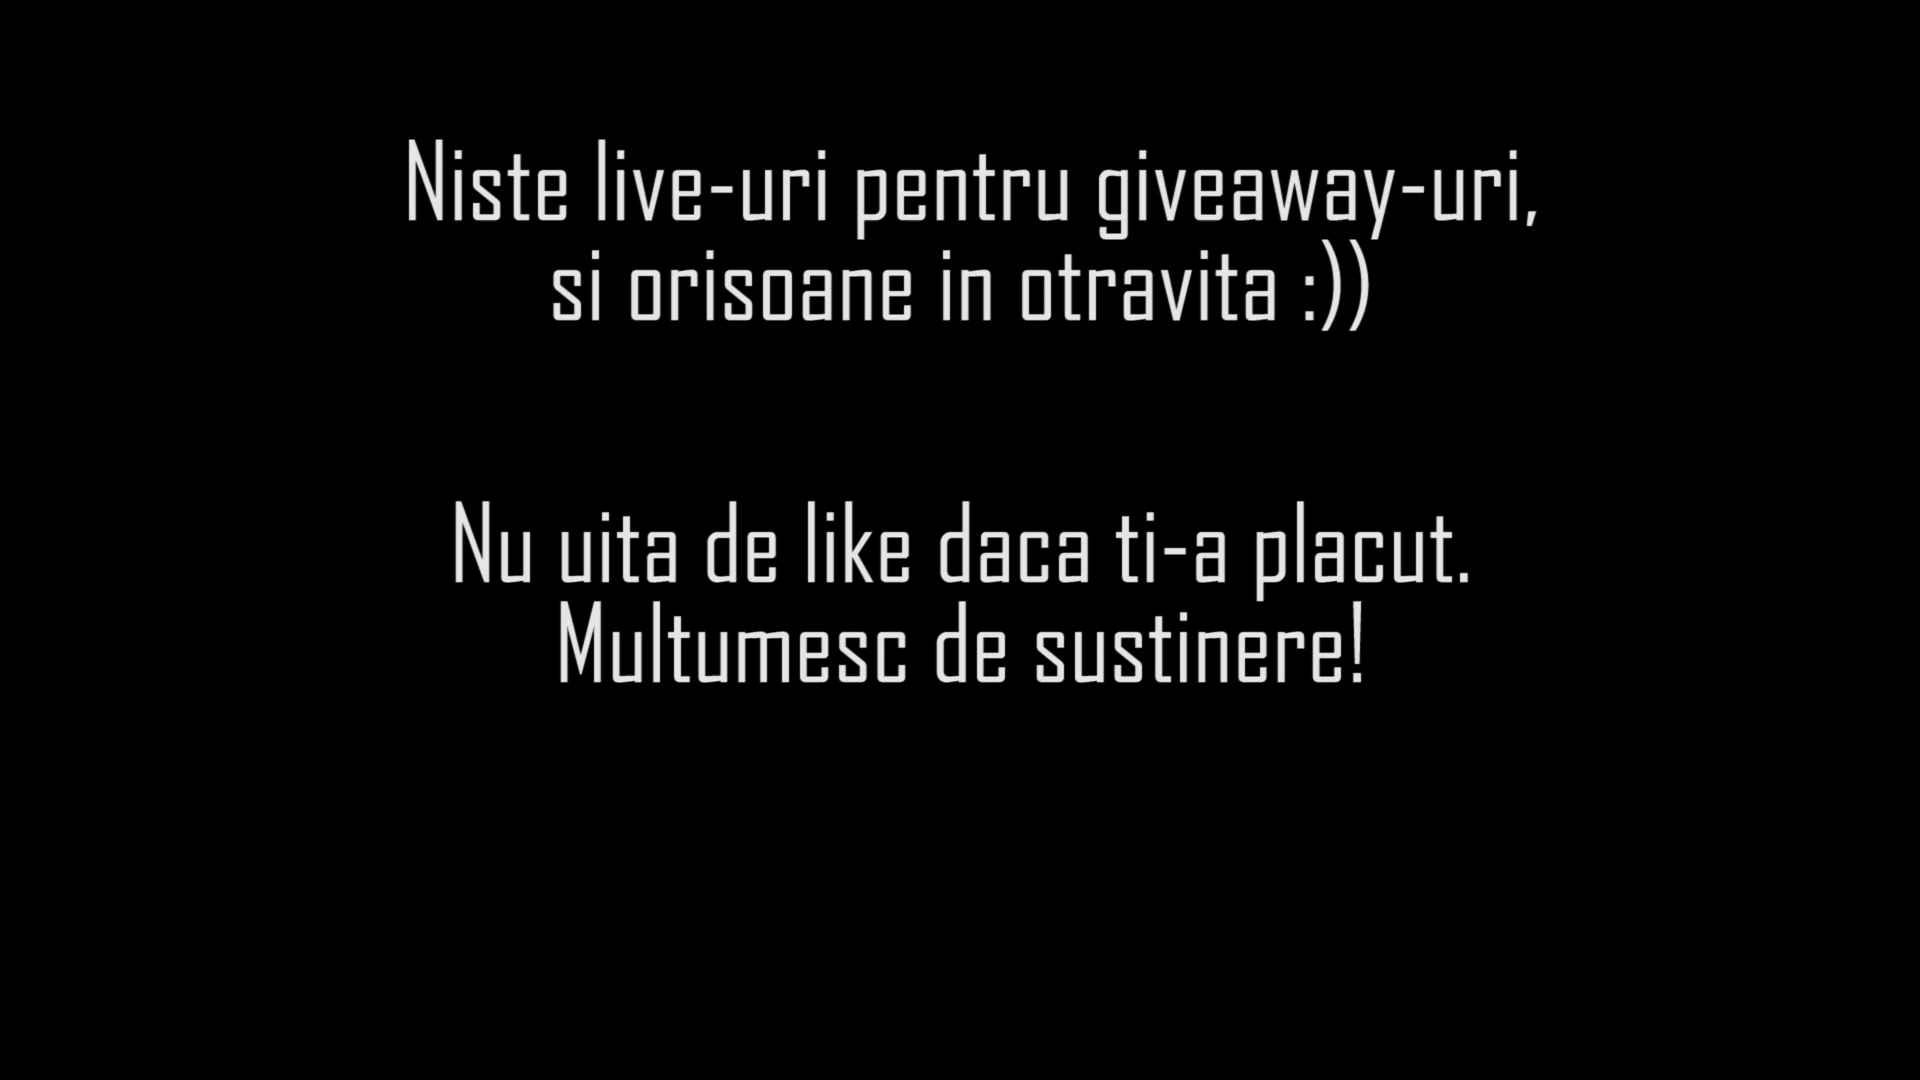 Niste live-uri pentru giveaway-uri,
si orisoane in otravita :))
Nu uita de like daca ti-a placut.
Multumesc de sustinere!